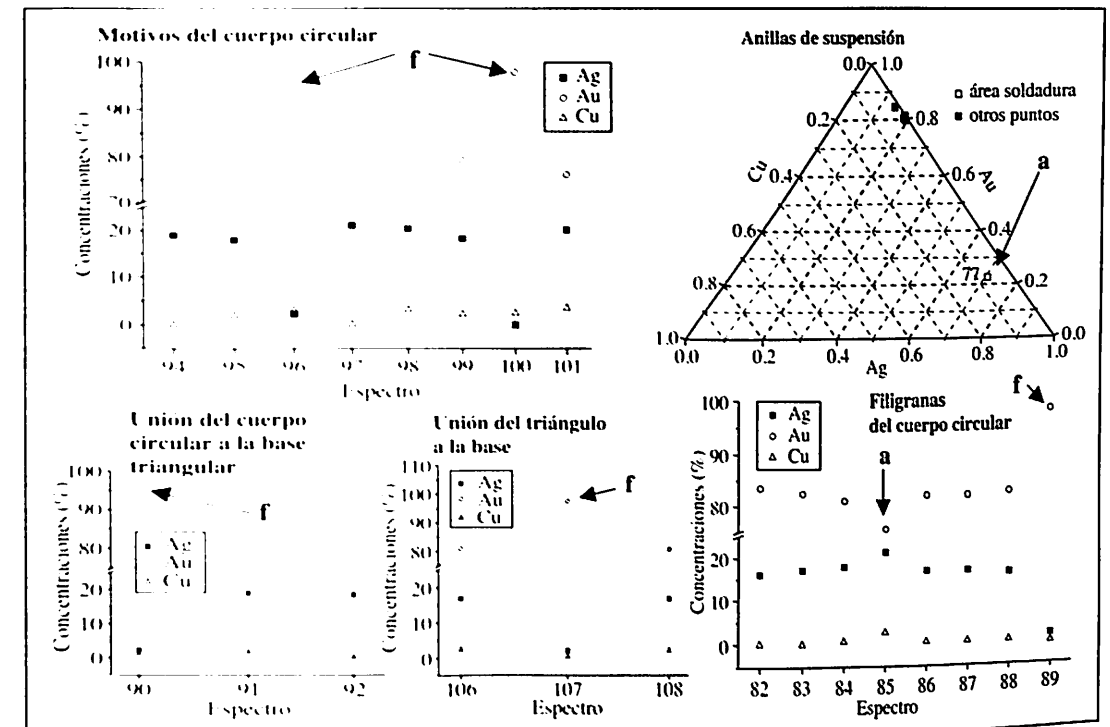 Motivos del cuerpo circular
f
Ag
Au
Cu
Concentraciones (%)
100
90
80
70
20
10
0
94 95 96 97 98 99 100 101
Espectro
Anillas de suspensión
0.0 1.0
área soldadura
otros puntos
0.2 0.8
a
Cu 0.4 0.6 Au
0.6 0.4
77
0.8 0.2
1.0 0.0
0.0 0.2 0.4 0.6 0.8 1.0
Ag
Unión del cuerpo
circular a la base
triangular
f
Ag
Au
Cu
Concentraciones (%)
100
90
80
20
10
0
90 91 92
Espectro
Unión del triángulo
a la base
f
Ag
Au
Cu
Concentraciones (%)
110
100
90
80
20
10
0
106 107 108
Espectro
Filigranas
del cuerpo circular
f
a
Ag
Au
Cu
Concentraciones (%)
100
90
80
20
10
0
82 83 84 85 86 87 88 89
Espectro